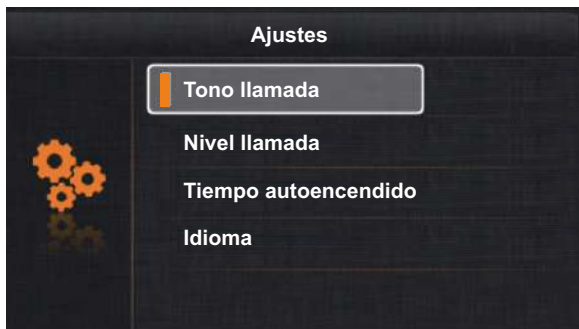 Ajustes
Tono llamada
Nivel llamada
Tiempo autoencendido
Idioma